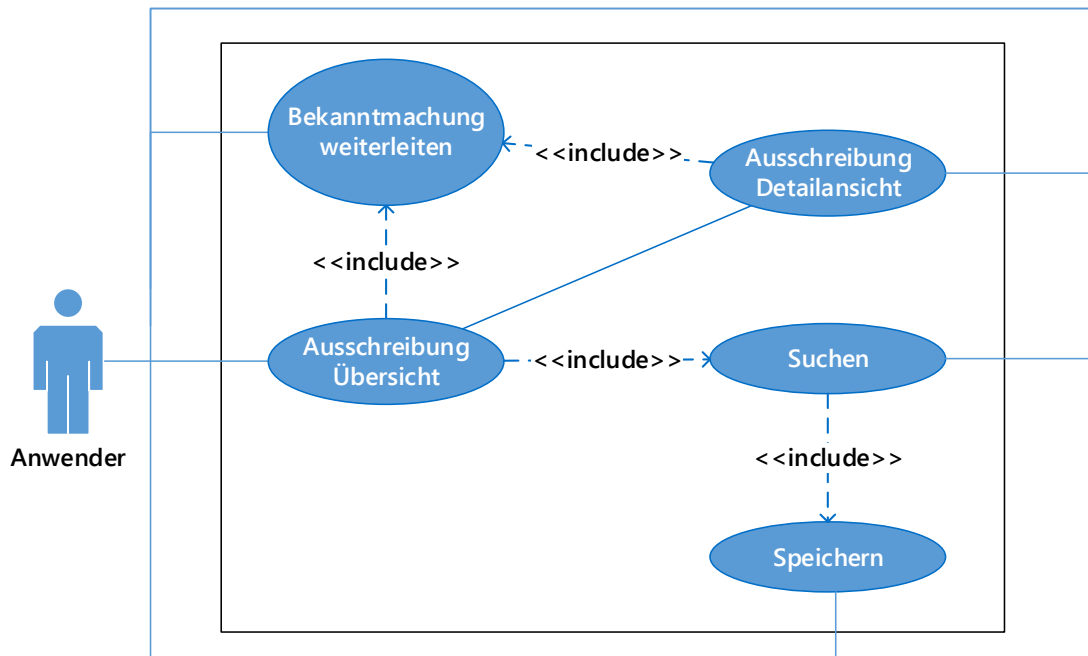 Bekanntmachung
weiterleiten
<<include>>
Ausschreibung
Detailansicht
<<include>>
Ausschreibung
Übersicht
<<include>>
Suchen
Anwender
<<include>>
Speichern